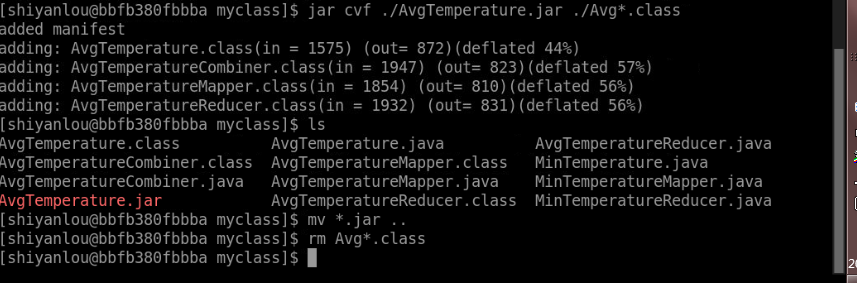 [shiyanlou@bbfb380fbbba myclass]$ jar cvf ./AvgTemperature.jar ./Avg*.class
added manifest
adding: AvgTemperature.class(in = 1575) (out= 872)(deflated 44%)
adding: AvgTemperatureCombiner.class(in = 1947) (out= 823)(deflated 57%)
adding: AvgTemperatureMapper.class(in = 1854) (out= 810)(deflated 56%)
adding: AvgTemperatureReducer.class(in = 1932) (out= 831)(deflated 56%)
[shiyanlou@bbfb380fbbba myclass]$ ls
AvgTemperature.class AvgTemperature.java AvgTemperatureReducer.java
AvgTemperatureCombiner.class AvgTemperatureMapper.class MinTemperature.java
AvgTemperatureCombiner.java AvgTemperatureMapper.java MinTemperatureMapper.java
AvgTemperature.jar AvgTemperatureReducer.class MinTemperatureReducer.java
[shiyanlou@bbfb380fbbba myclass]$ mv *.jar ..
[shiyanlou@bbfb380fbbba myclass]$ rm Avg*.class
[shiyanlou@bbfb380fbbba myclass]$